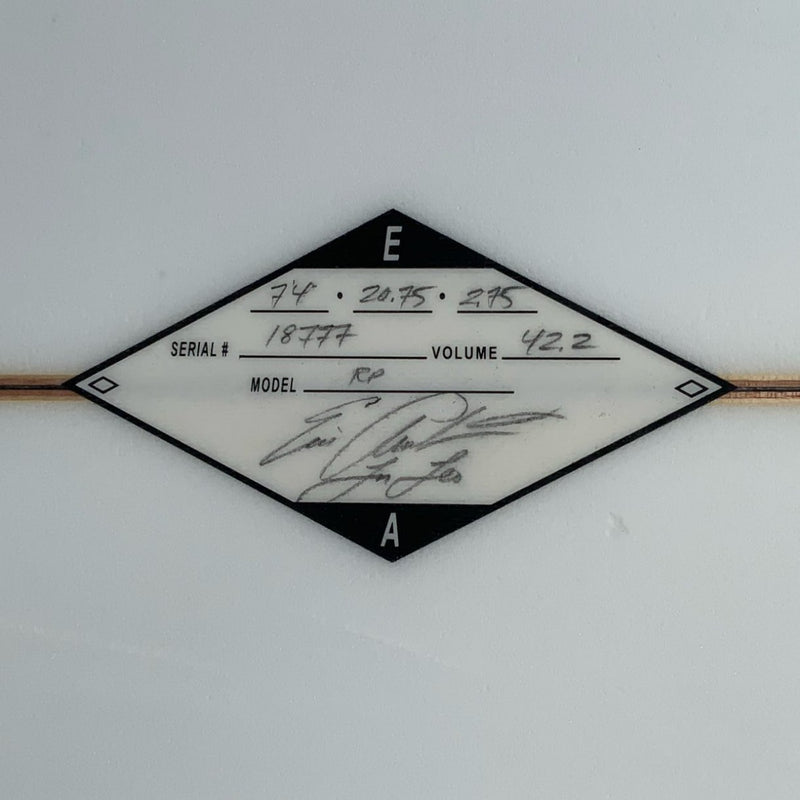 E
7'4" • 20.75 • 2.75
SERIAL # 18777 VOLUME 42.2
MODEL RP
A